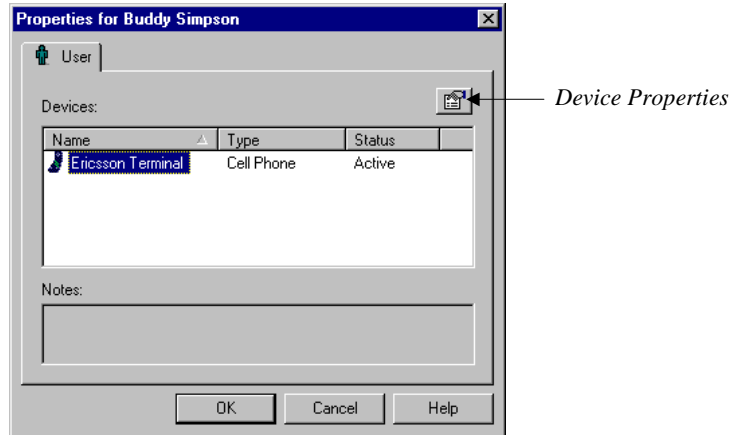 Properties for Buddy Simpson
User
Device Properties
Devices:
Name Type Status
Ericsson Terminal Cell Phone Active
Notes:
OK Cancel Help